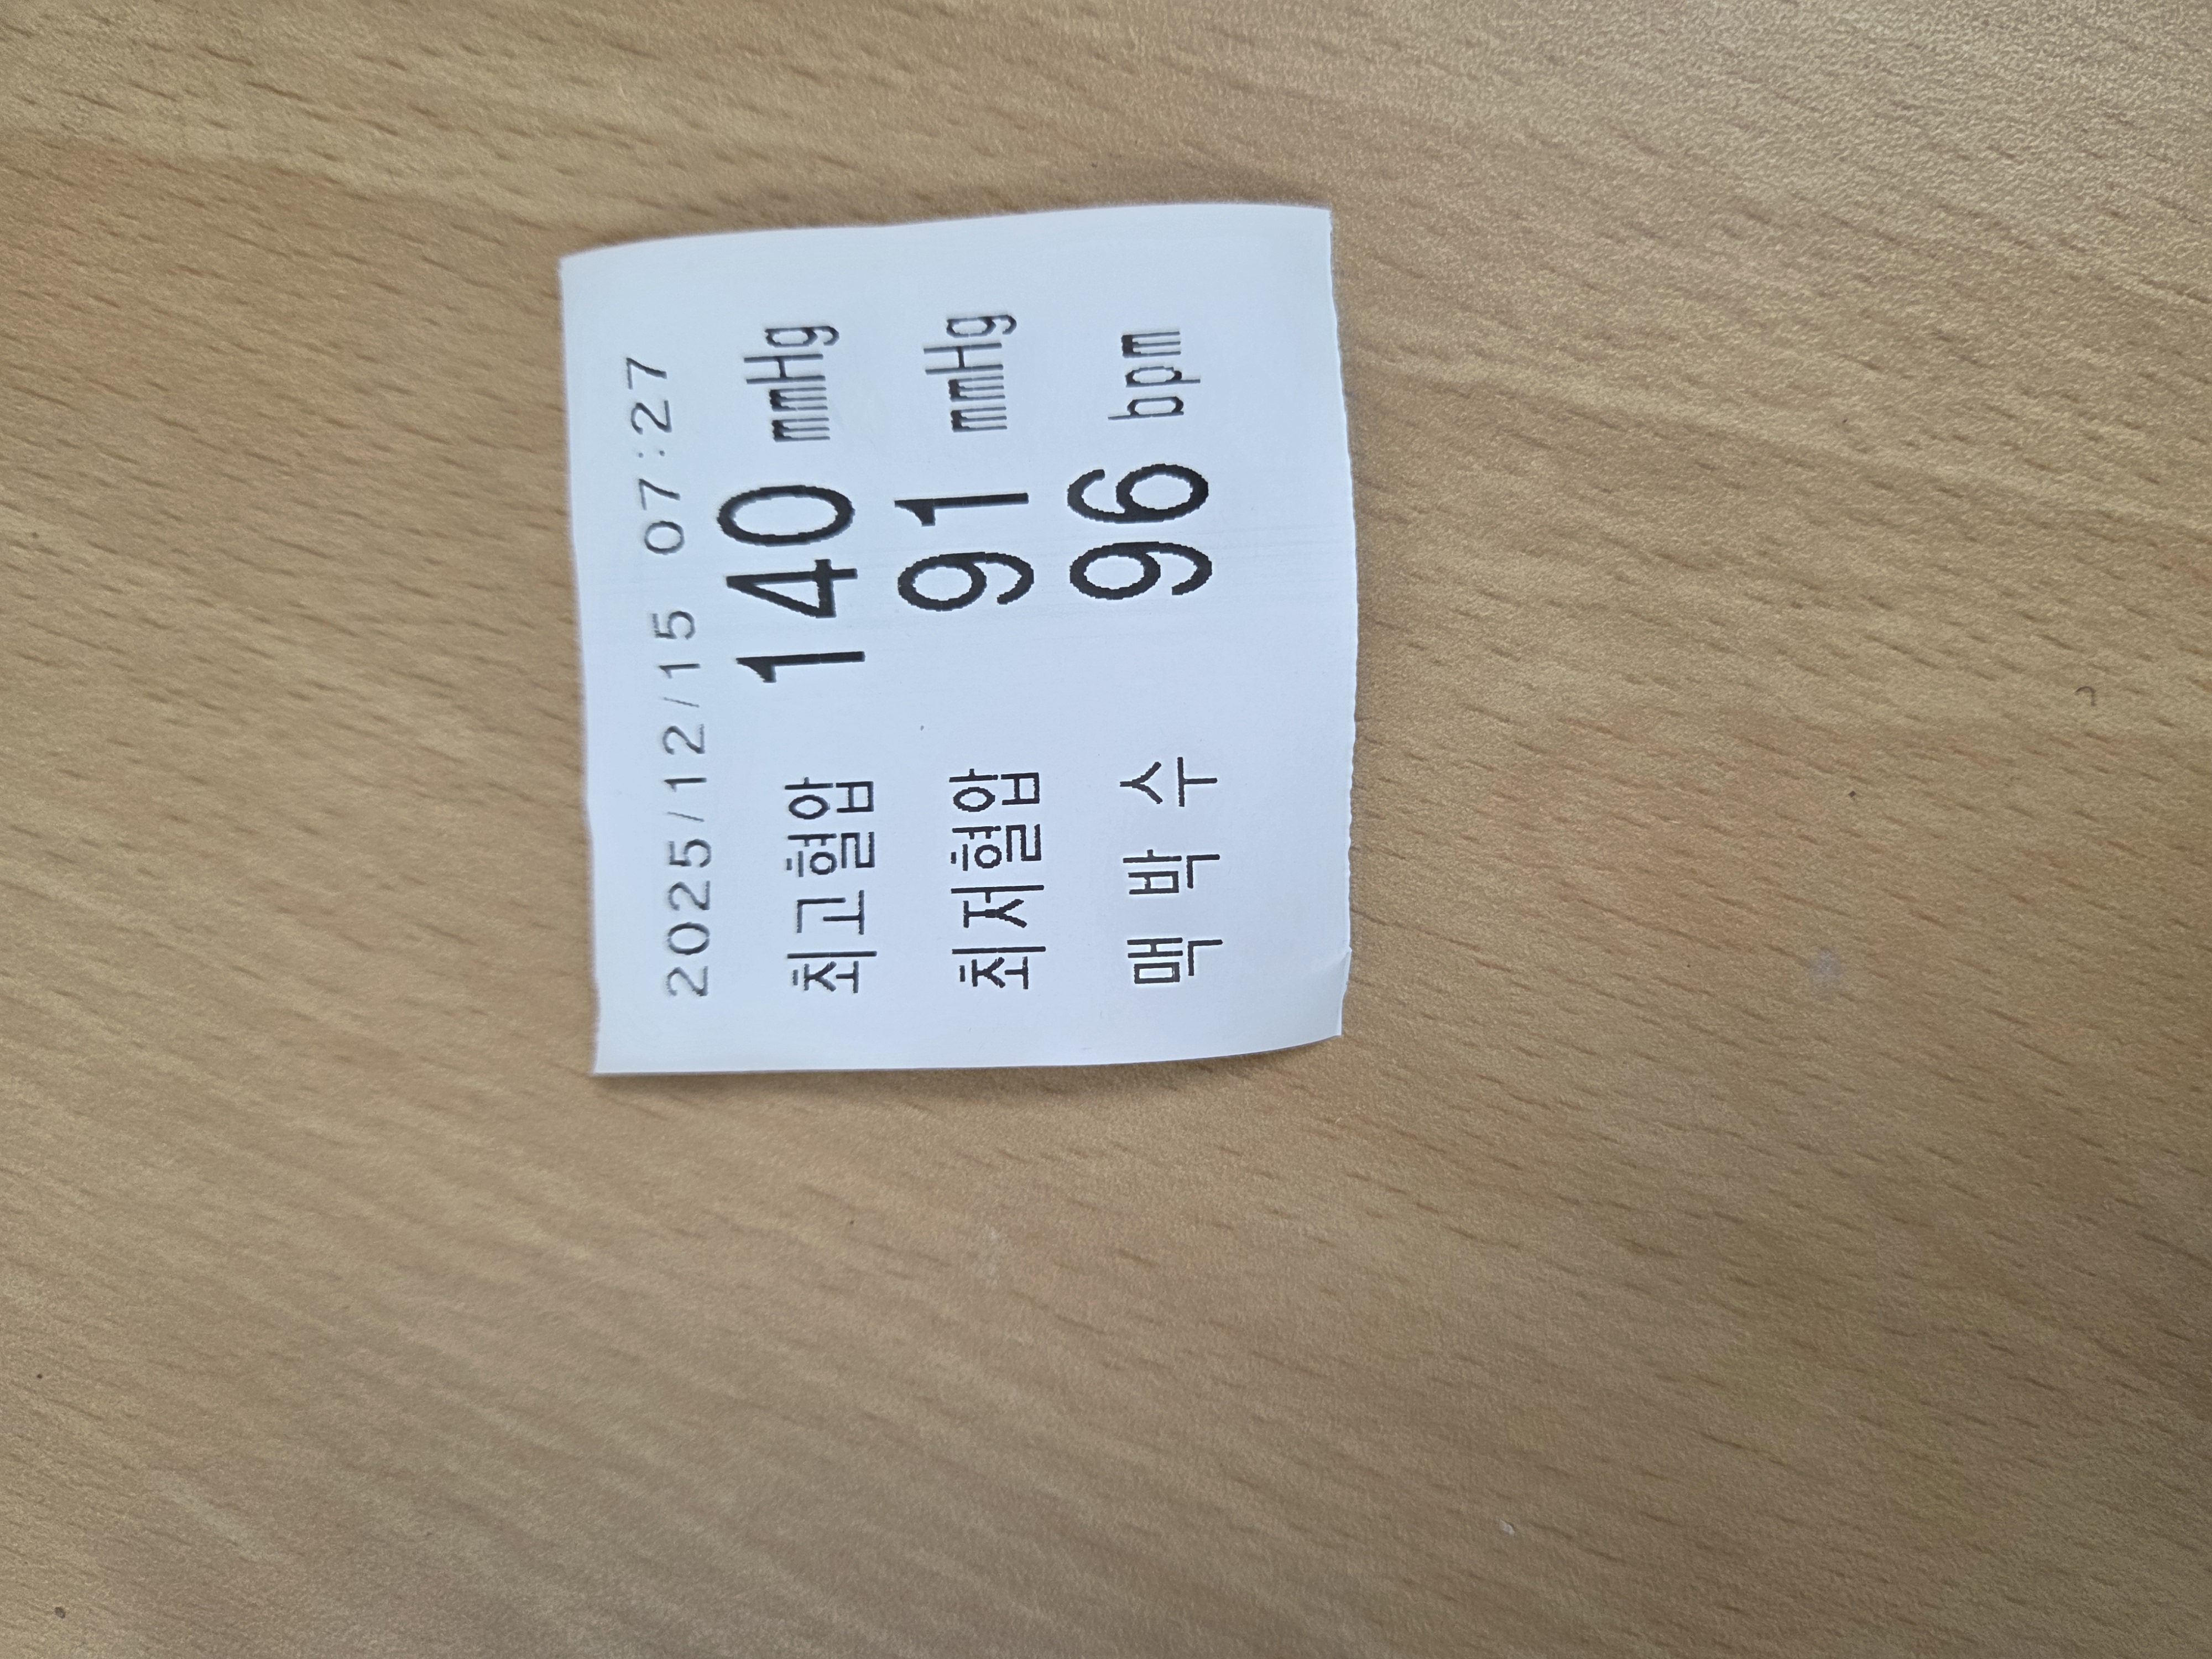 2025/12/15 07:27
최고혈압 140 mmHg
최저혈압 91 mmHg
맥 박 수 96 bpm